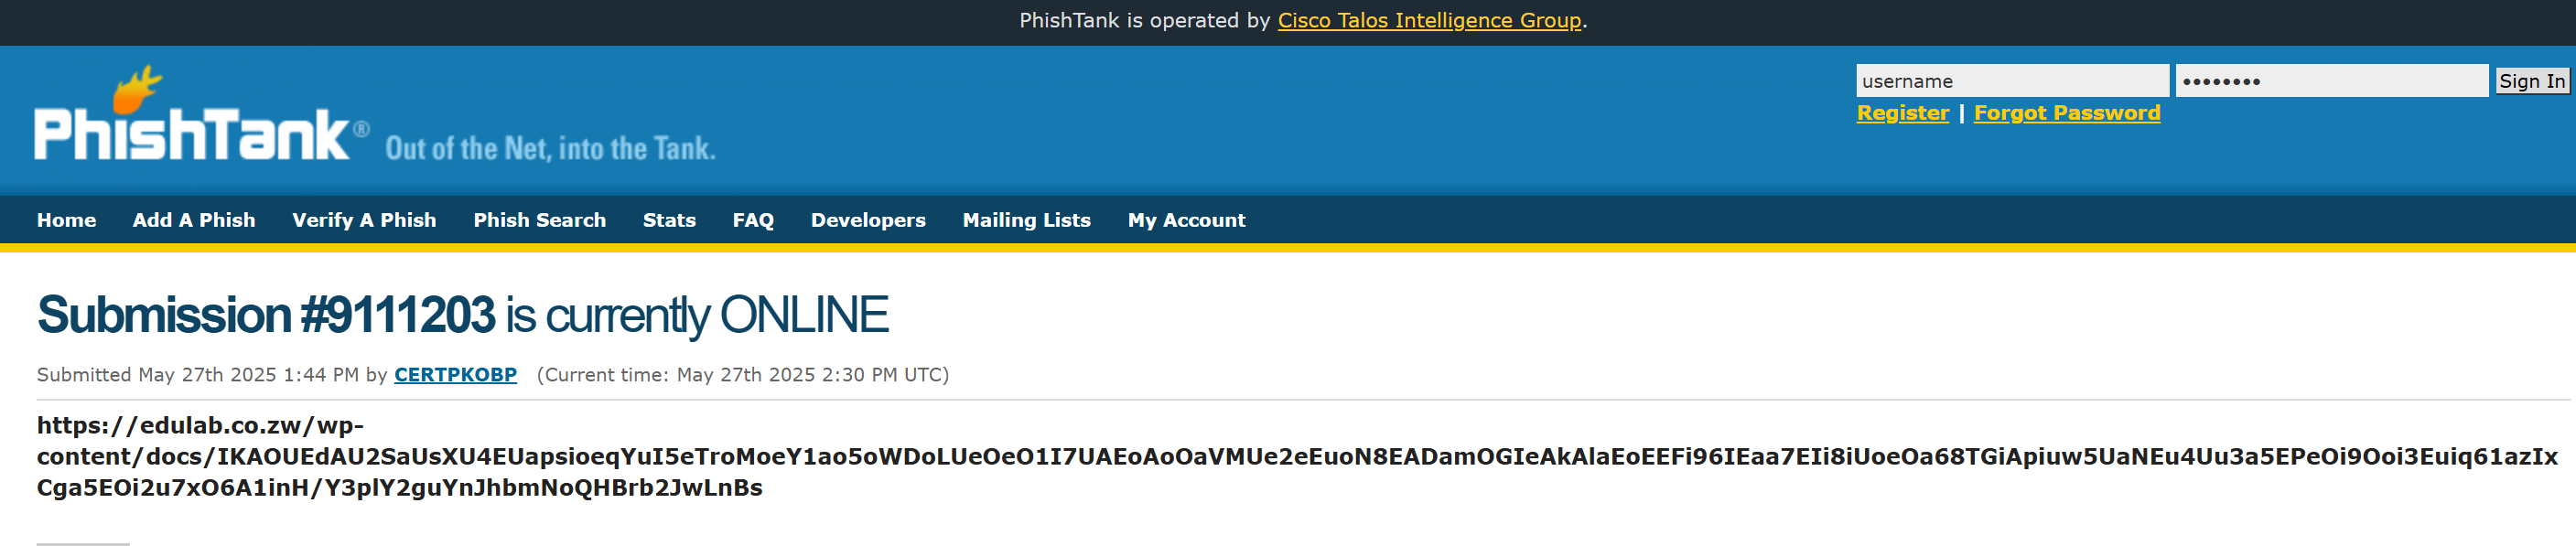 PhishTank is operated by Cisco Talos Intelligence Group.
username •••••••• Sign In
Register | Forgot Password
PhishTank® Out of the Net, into the Tank.
Home Add A Phish Verify A Phish Phish Search Stats FAQ Developers Mailing Lists My Account
Submission #9111203 is currently ONLINE
Submitted May 27th 2025 1:44 PM by CERTPKOBP (Current time: May 27th 2025 2:30 PM UTC)
https://edulab.co.zw/wp-
content/docs/IKAOUEdAU2SaUsXU4EUapsioeqYuI5eTroMoeY1ao5oWDoLUeOeO1I7UAEoAoOaVMUe2eEuoN8EADamOGIeAkAlaEoEEFi96IEaa7EIi8iUoeOa68TGiApiuw5UaNEu4Uu3a5EPeOi9Ooi3Euiq61azIx
Cga5EOi2u7xO6A1inH/Y3plY2guYnJhbmNoQHBrb2JwLnBs